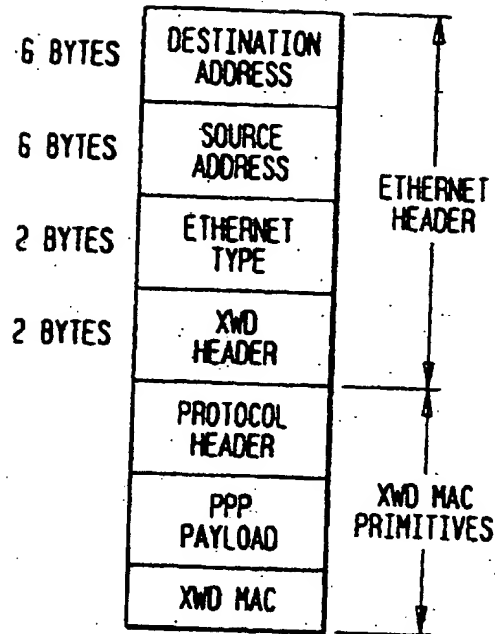 6 BYTES
DESTINATION
ADDRESS
6 BYTES
SOURCE
ADDRESS
2 BYTES
ETHERNET
TYPE
2 BYTES
XWD
HEADER
ETHERNET
HEADER
PROTOCOL
HEADER
PPP
PAYLOAD
XWD MAC
XWD MAC
PRIMITIVES